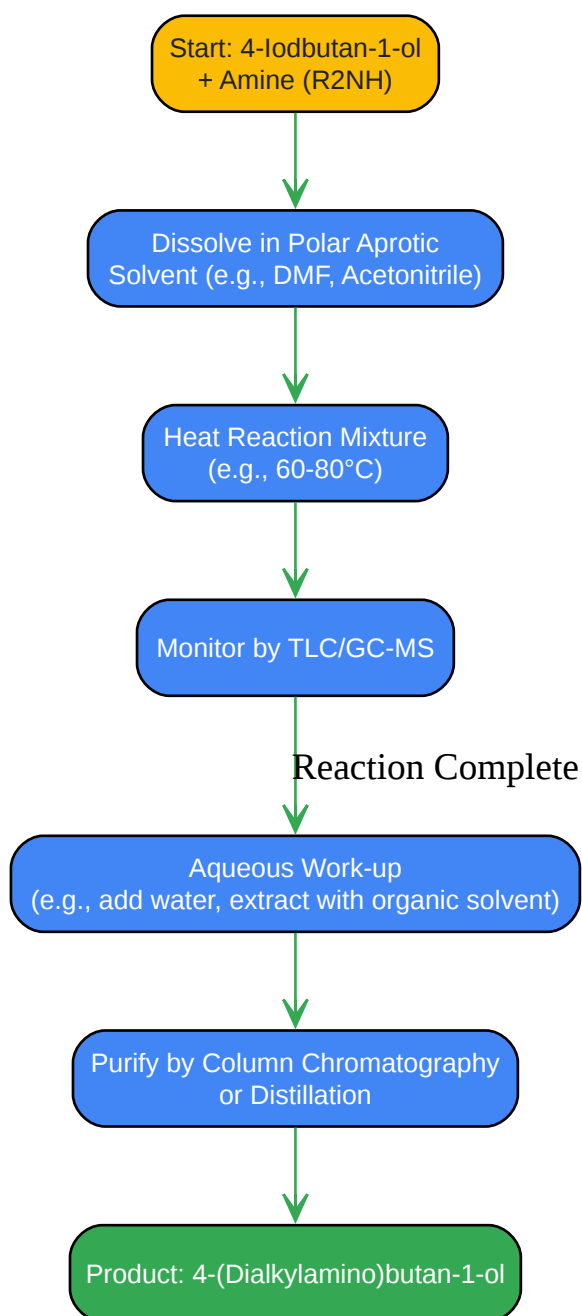 Start: 4-Iodbutan-1-ol
+ Amine (R2NH)
Dissolve in Polar Aprotic
Solvent (e.g., DMF, Acetonitrile)
Heat Reaction Mixture
(e.g., 60-80°C)
Monitor by TLC/GC-MS
Reaction Complete
Aqueous Work-up
(e.g., add water, extract with organic solvent)
Purify by Column Chromatography
or Distillation
Product: 4-(Dialkylamino)butan-1-ol